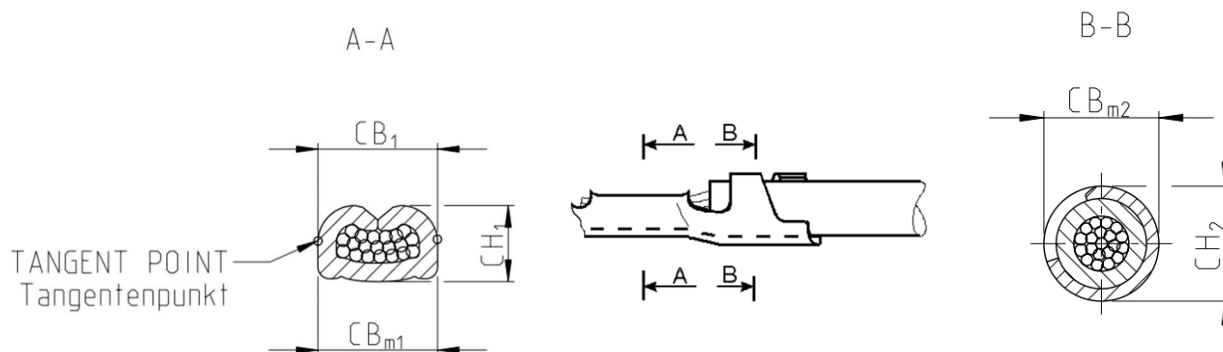 A-A
CB₁
CH₁
TANGENT POINT
Tangentenpunkt
CBm1
A B
A B
B-B
CBm2
CH₂